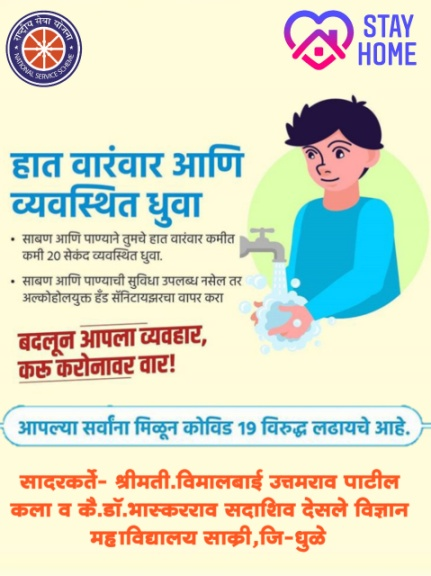 राष्ट्रीय सेवा योजना
NATIONAL SERVICE SCHEME
STAY
HOME
हात वारंवार आणि
व्यवस्थित धुवा
• साबण आणि पाण्याने तुमचे हात वारंवार कमीत
कमी 20 सेकंद व्यवस्थित धुवा.
• साबण आणि पाण्याची सुविधा उपलब्ध नसेल तर
अल्कोहोलयुक्त हँड सॅनिटायझरचा वापर करा
बदलून आपला व्यवहार,
करू करोनावर वार!
आपल्या सर्वांना मिळून कोविड 19 विरुद्ध लढायचे आहे.
सादरकर्ते- श्रीमती.विमालबाई उत्तमराव पाटील
कला व कै.डॉ.भास्करराव सदाशिव देसले विज्ञान
महाविद्यालय साक्री,जि-धुळे